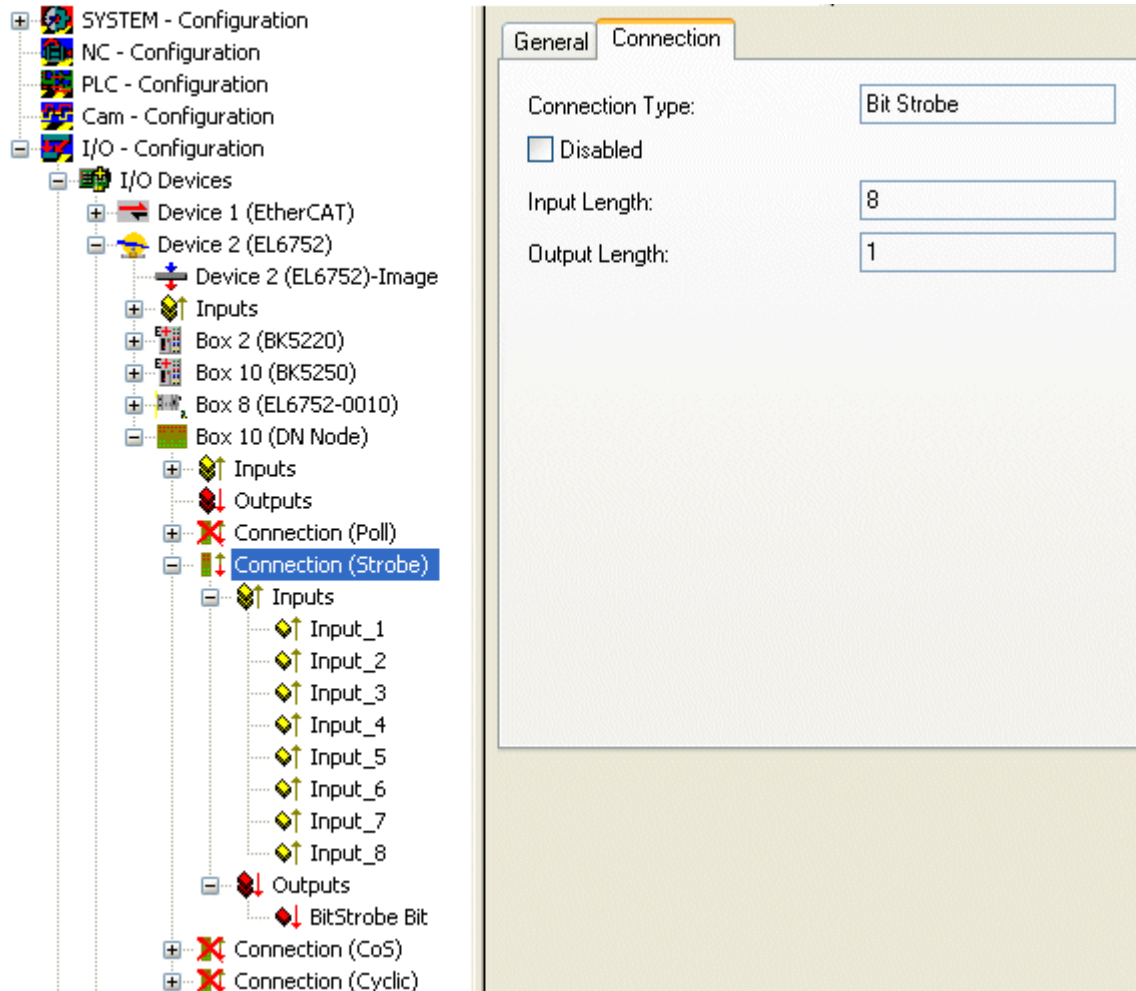 SYSTEM - Configuration
NC - Configuration
PLC - Configuration
Cam - Configuration
I/O - Configuration
I/O Devices
Device 1 (EtherCAT)
Device 2 (EL6752)
Device 2 (EL6752)-Image
Inputs
Box 2 (BK5220)
Box 10 (BK5250)
Box 8 (EL6752-0010)
Box 10 (DN Node)
Inputs
Outputs
Connection (Poll)
Connection (Strobe)
Inputs
Input_1
Input_2
Input_3
Input_4
Input_5
Input_6
Input_7
Input_8
Outputs
BitStrobe Bit
Connection (CoS)
Connection (Cyclic)
General Connection
Connection Type: Bit Strobe
Disabled
Input Length: 8
Output Length: 1